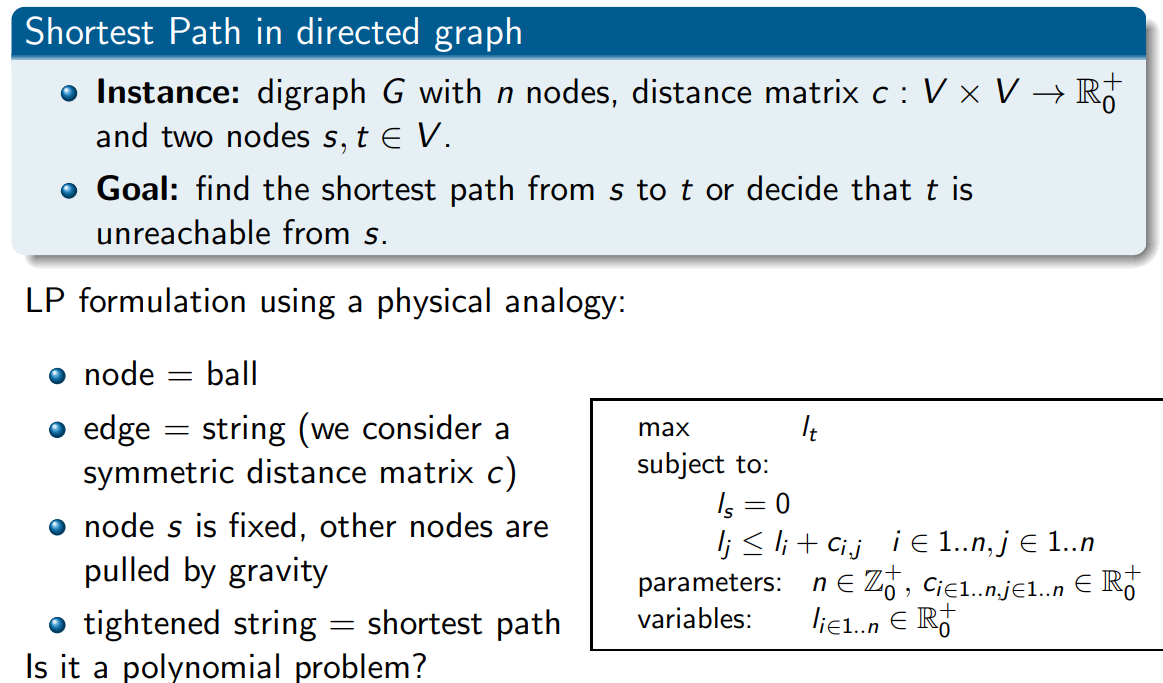 Shortest Path in directed graph
Instance: digraph G with n nodes, distance matrix c : V × V → ℝ₀⁺
and two nodes s, t ∈ V.
Goal: find the shortest path from s to t or decide that t is
unreachable from s.
LP formulation using a physical analogy:
node = ball
edge = string (we consider a
symmetric distance matrix c)
node s is fixed, other nodes are
pulled by gravity
tightened string = shortest path
Is it a polynomial problem?
max l_t
subject to:
l_s = 0
l_j ≤ l_i + c_{i,j} i ∈ 1..n, j ∈ 1..n
parameters: n ∈ ℤ₀⁺, c_{i∈1..n,j∈1..n} ∈ ℝ₀⁺
variables: l_{i∈1..n} ∈ ℝ₀⁺